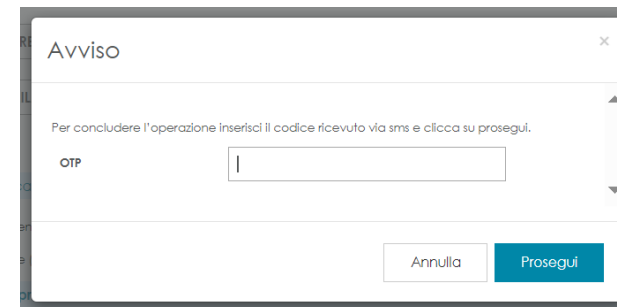 Avviso
×
Per concludere l'operazione inserisci il codice ricevuto via sms e clicca su prosegui.
OTP
Annulla
Prosegui